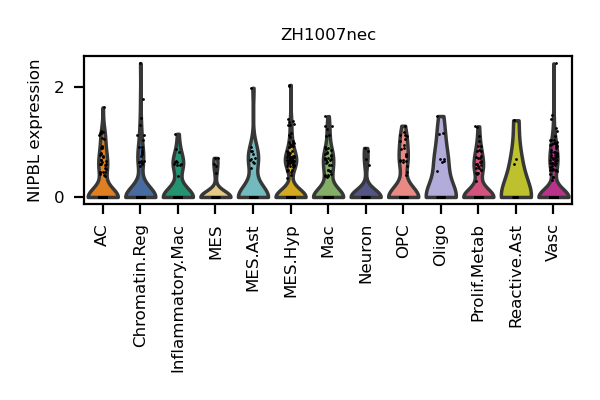 ZH1007nec
NIPBL expression
2
0
AC
Chromatin.Reg
Inflammatory.Mac
MES
MES.Ast
MES.Hyp
Mac
Neuron
OPC
Oligo
Prolif.Metab
Reactive.Ast
Vasc